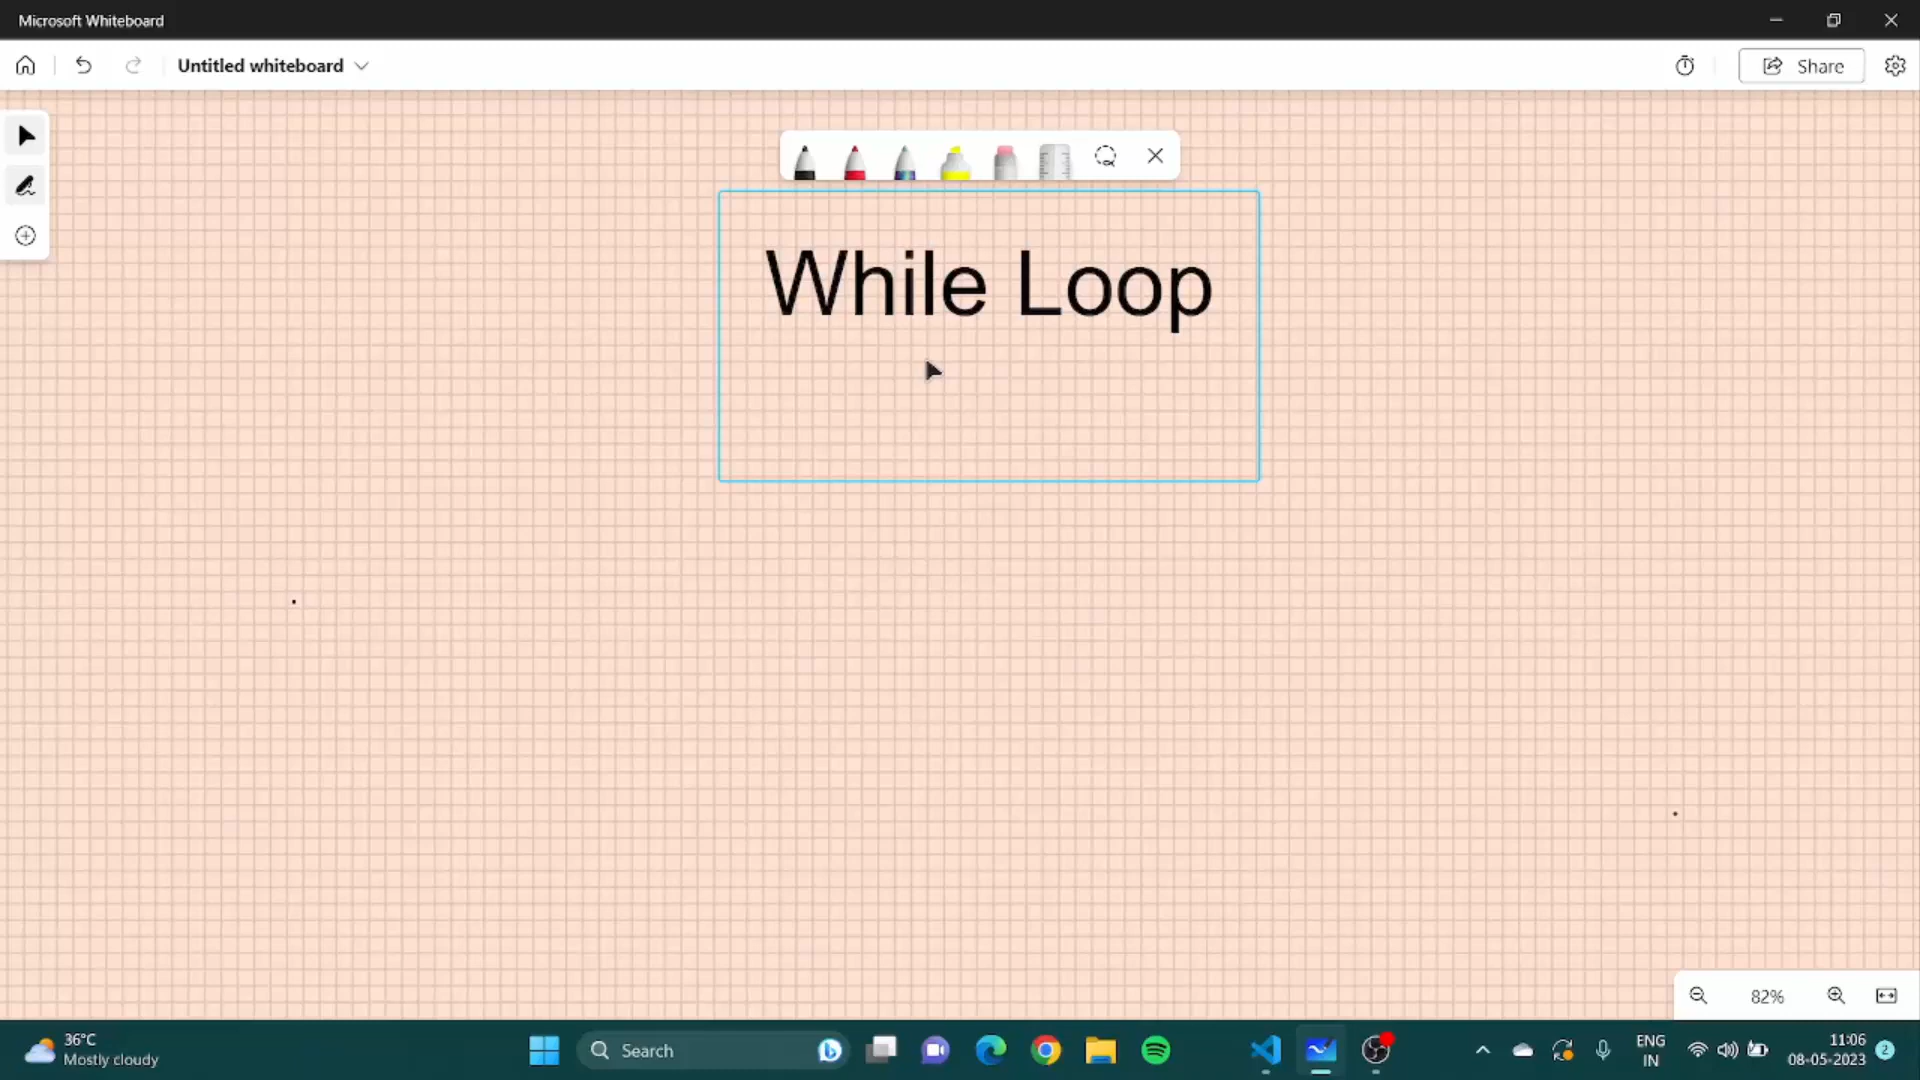 Microsoft Whiteboard
Untitled whiteboard
Share
While Loop
82%
36°C
Mostly cloudy
Search
ENG
IN
11:06
08-05-2023
2